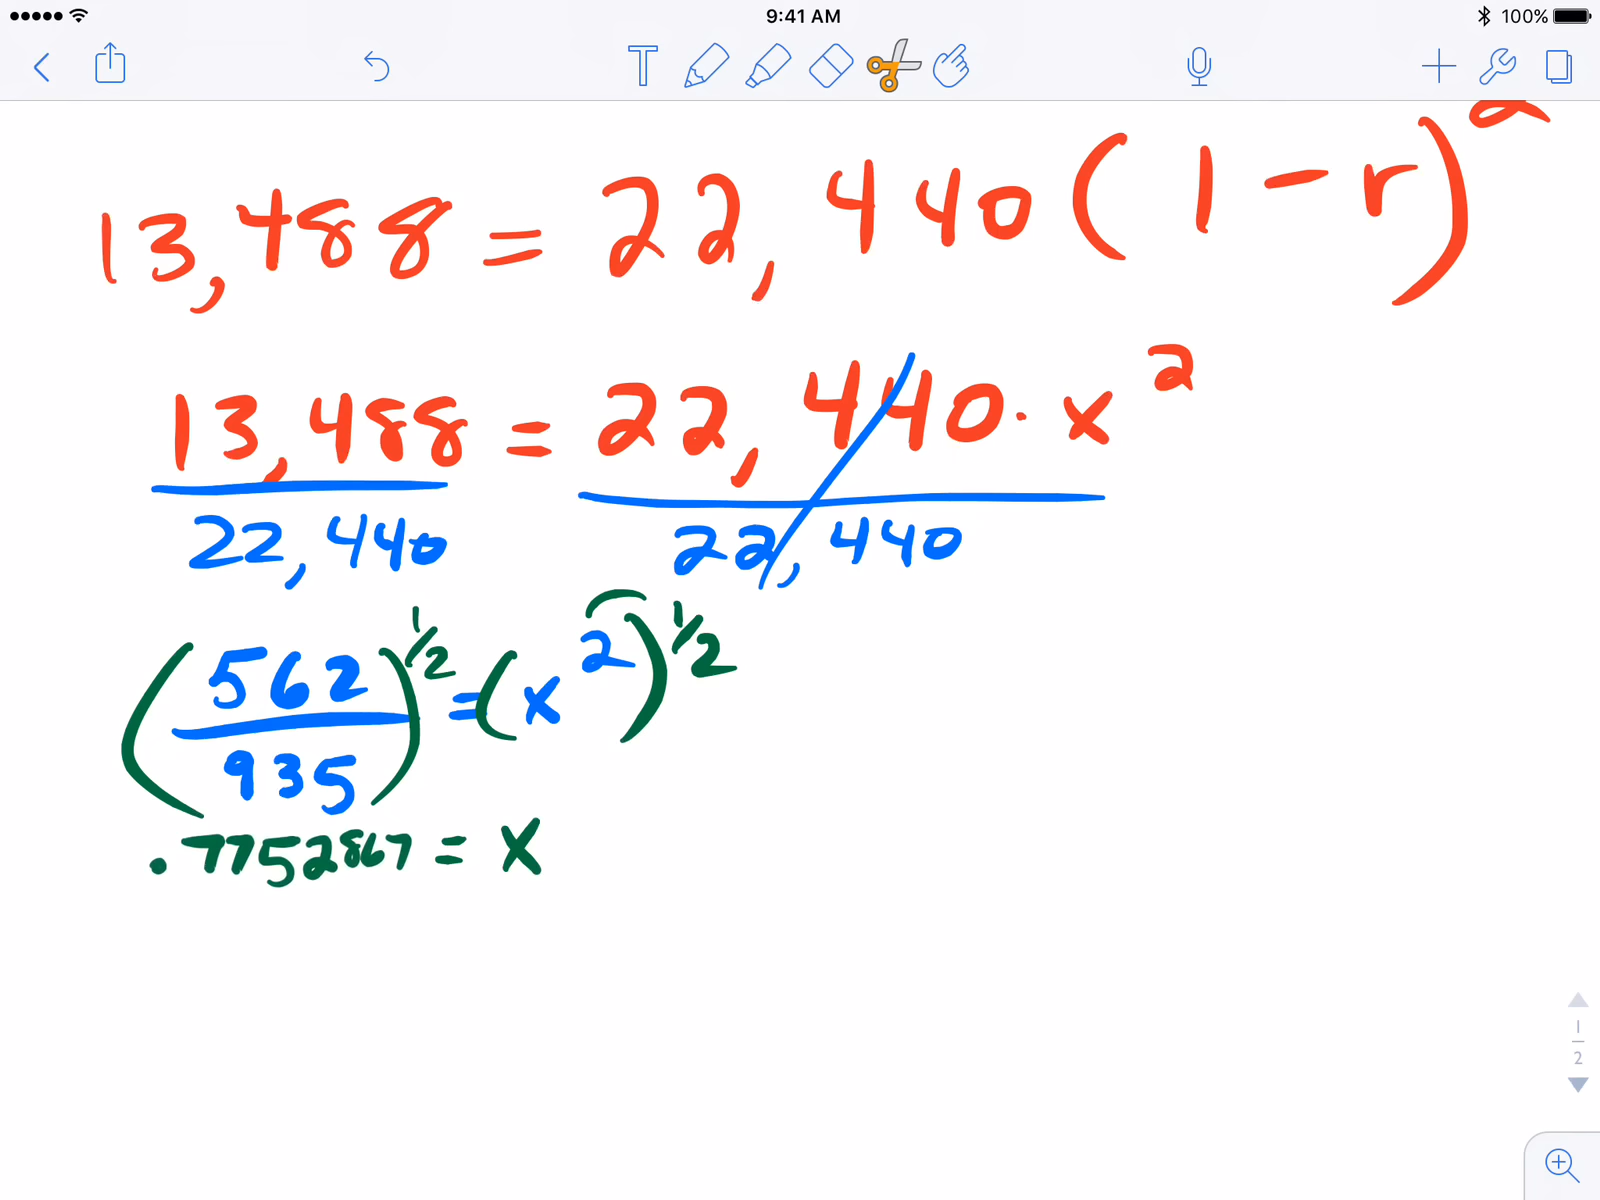 9:41 AM
100%
T
13,488 = 22,440(1-r)²
13,488 = 22,440·x²
22,440 22,440
(562/935)^1/2 = (x²)^1/2
.7752867 = x
1
2